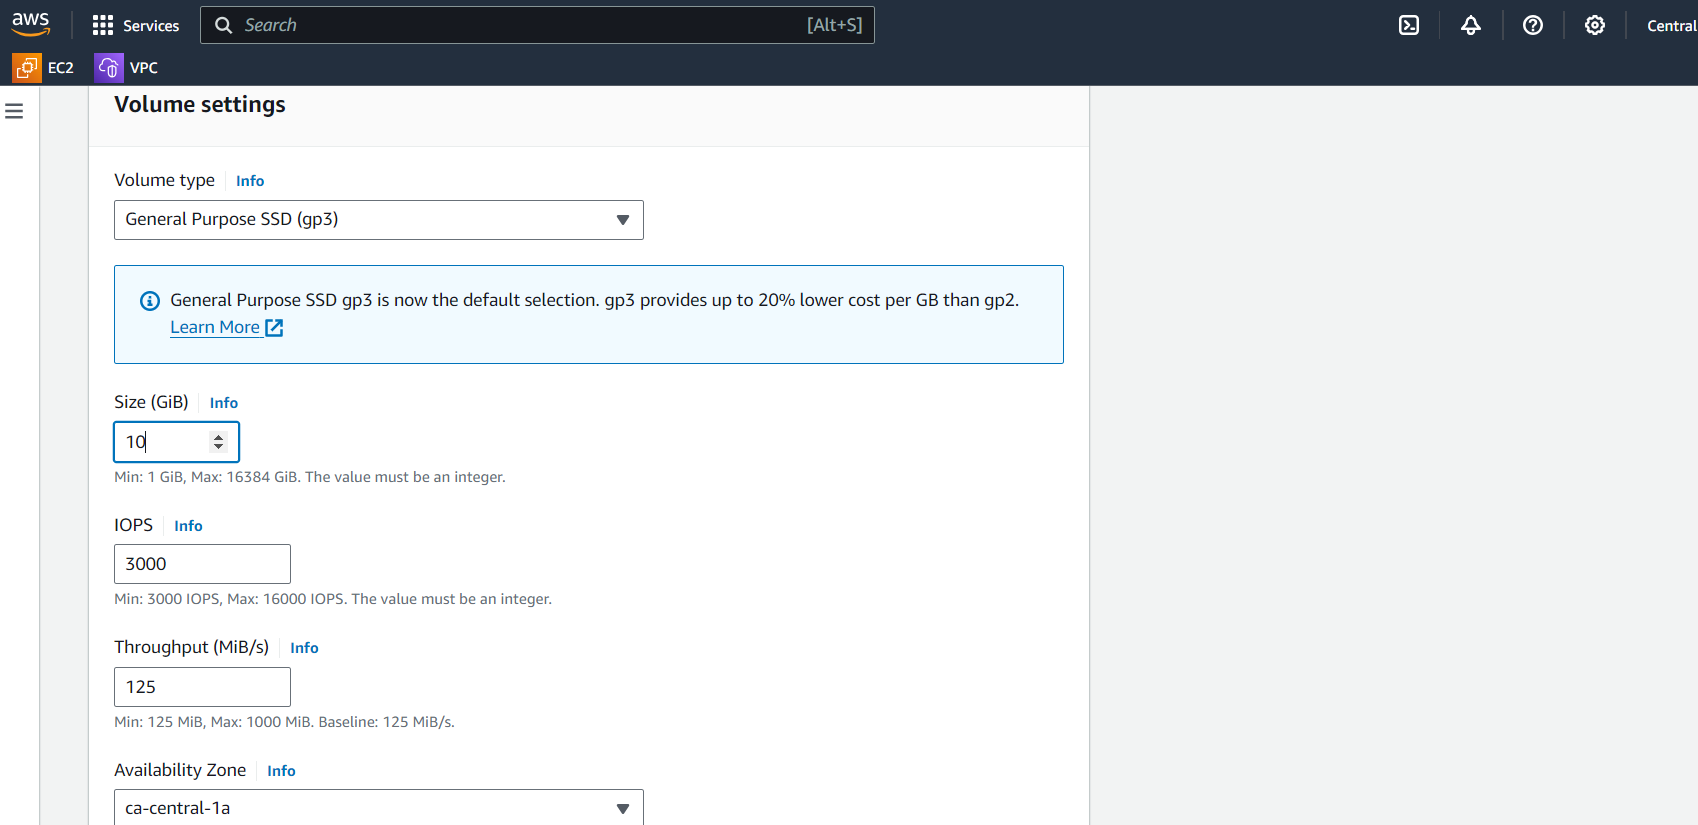 aws
Services
Search
[Alt+S]
Central
EC2
VPC
Volume settings
Volume type
Info
General Purpose SSD (gp3)
General Purpose SSD gp3 is now the default selection. gp3 provides up to 20% lower cost per GB than gp2.
Learn More
Size (GiB)
Info
10
Min: 1 GiB, Max: 16384 GiB. The value must be an integer.
IOPS
Info
3000
Min: 3000 IOPS, Max: 16000 IOPS. The value must be an integer.
Throughput (MiB/s)
Info
125
Min: 125 MiB, Max: 1000 MiB. Baseline: 125 MiB/s.
Availability Zone
Info
ca-central-1a